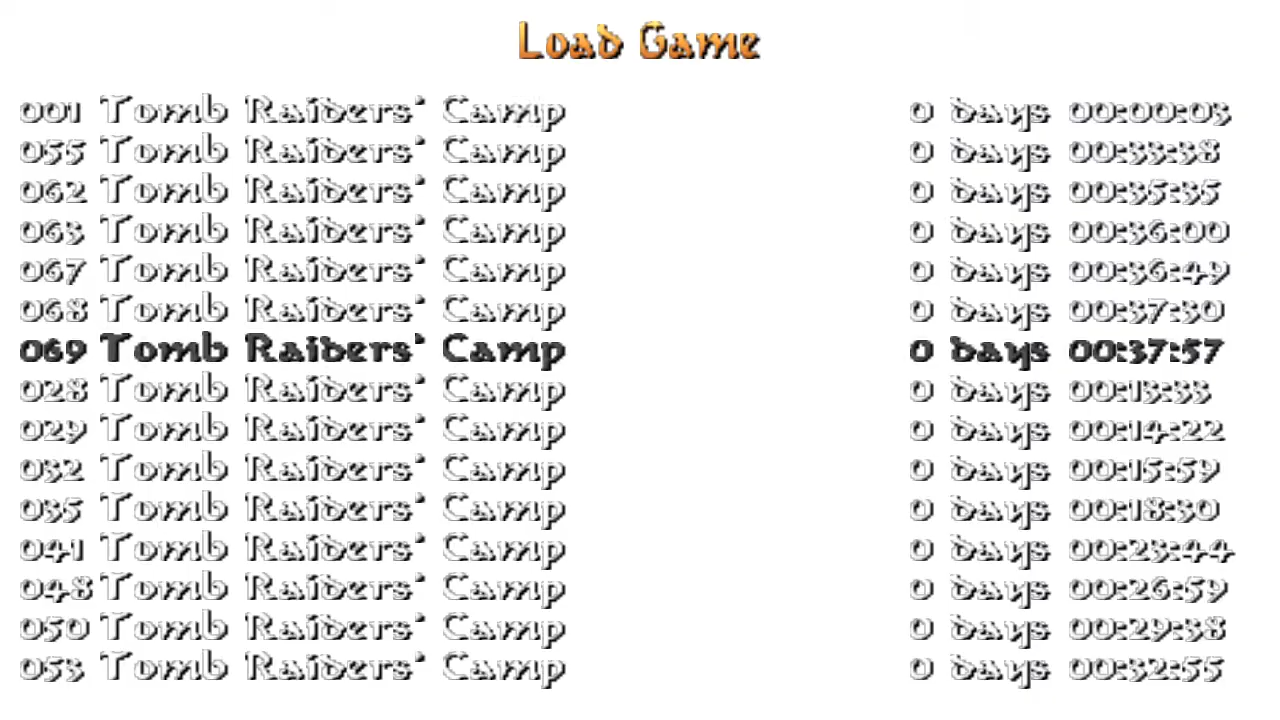 Load Game
001 Tomb Raiders' Camp 0 days 00:00:03
055 Tomb Raiders' Camp 0 days 00:33:38
062 Tomb Raiders' Camp 0 days 00:35:35
063 Tomb Raiders' Camp 0 days 00:36:00
067 Tomb Raiders' Camp 0 days 00:36:49
068 Tomb Raiders' Camp 0 days 00:37:30
069 Tomb Raiders' Camp 0 days 00:37:57
028 Tomb Raiders' Camp 0 days 00:13:33
029 Tomb Raiders' Camp 0 days 00:14:22
032 Tomb Raiders' Camp 0 days 00:15:59
035 Tomb Raiders' Camp 0 days 00:18:30
041 Tomb Raiders' Camp 0 days 00:23:44
048 Tomb Raiders' Camp 0 days 00:26:59
050 Tomb Raiders' Camp 0 days 00:29:38
053 Tomb Raiders' Camp 0 days 00:32:55